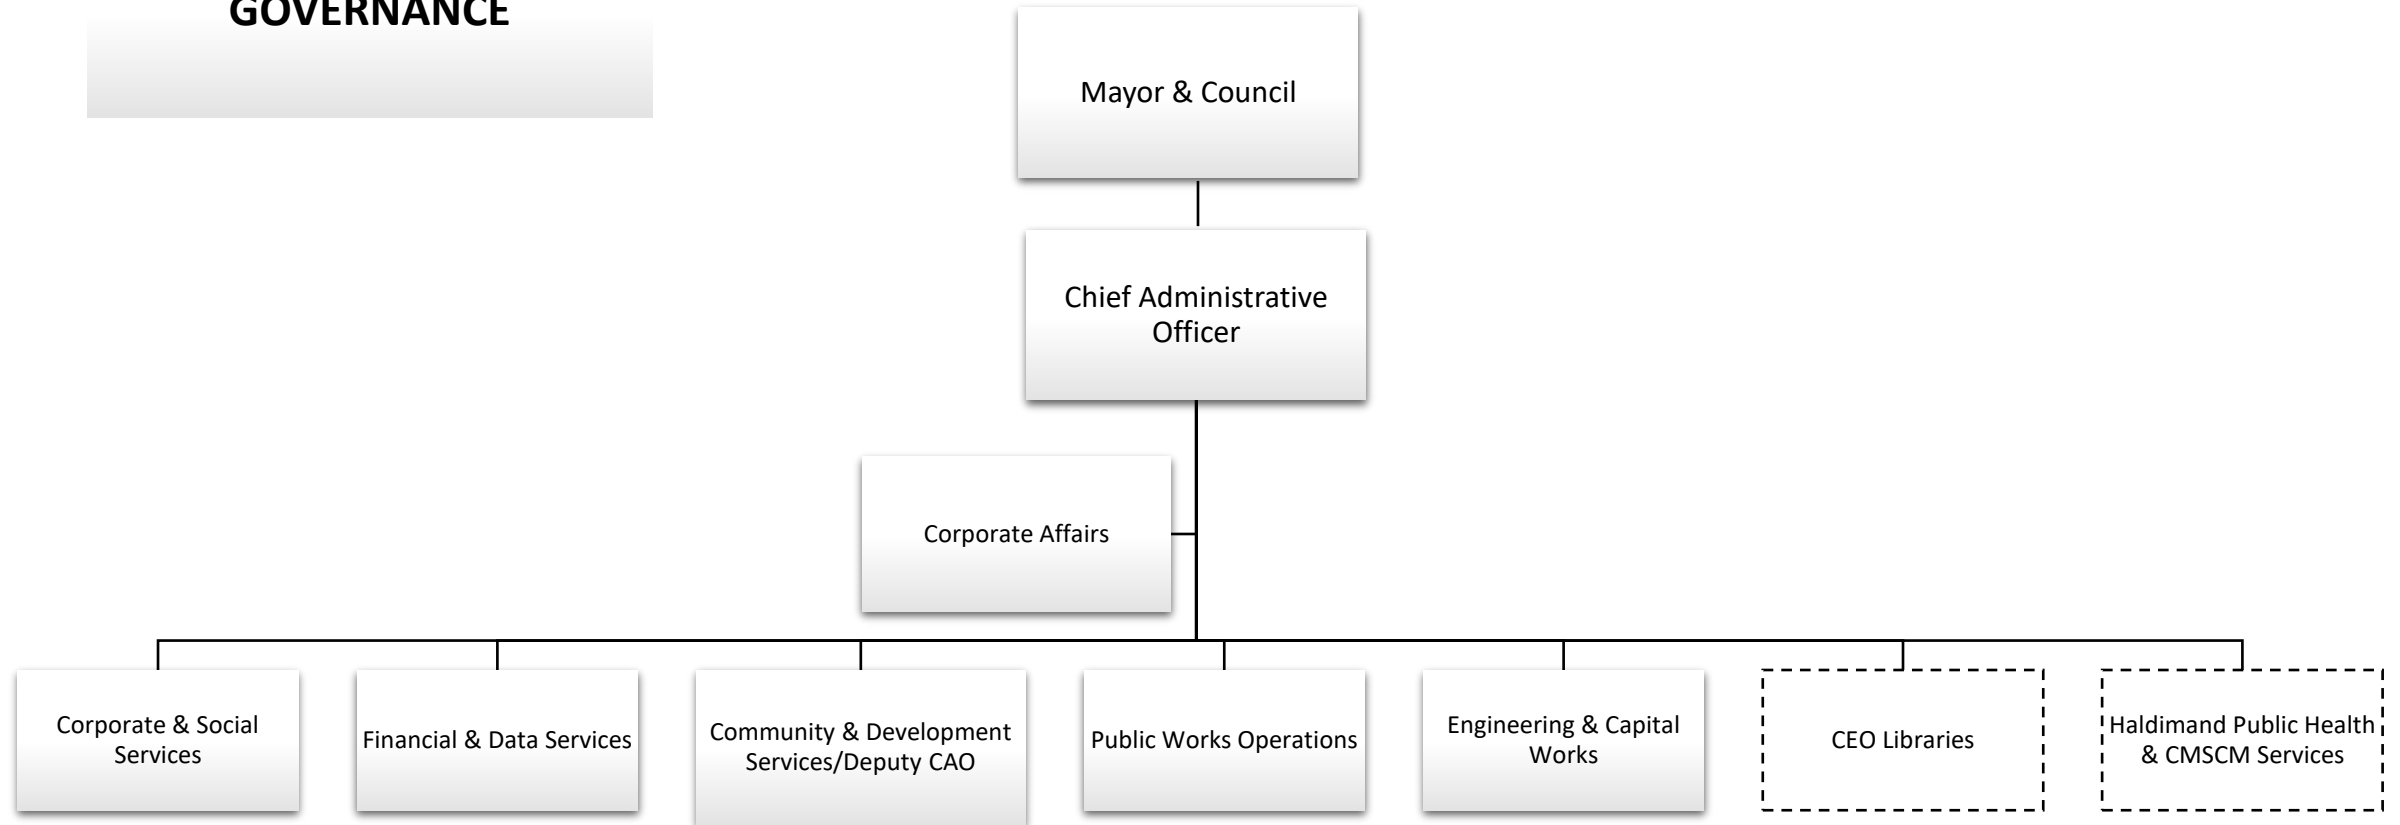 GOVERNANCE
Mayor & Council
Chief Administrative
Officer
Corporate Affairs
Corporate & Social
Services
Financial & Data Services
Community & Development
Services/Deputy CAO
Public Works Operations
Engineering & Capital
Works
CEO Libraries
Haldimand Public Health
& CMSCM Services